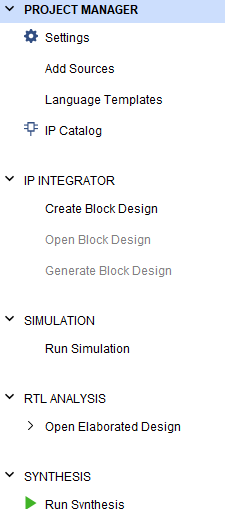 PROJECT MANAGER
Settings
Add Sources
Language Templates
IP Catalog
IP INTEGRATOR
Create Block Design
Open Block Design
Generate Block Design
SIMULATION
Run Simulation
RTL ANALYSIS
Open Elaborated Design
SYNTHESIS
Run Synthesis